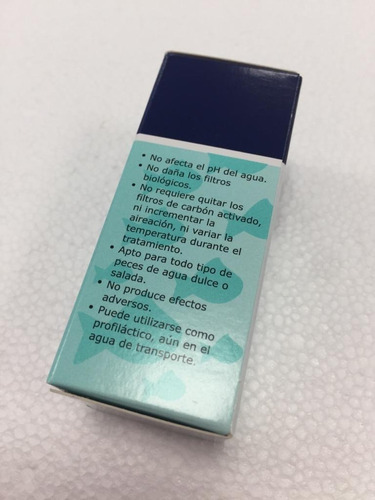 • No afecta el pH del agua.
• No daña los filtros
biológicos.
• No requiere quitar los
filtros de carbón activado,
ni incrementar la
aireación, ni variar la
temperatura durante el
tratamiento.
• Apto para todo tipo de
peces de agua dulce o
salada.
• No produce efectos
adversos.
• Puede utilizarse como
profiláctico, aún en el
agua de transporte.